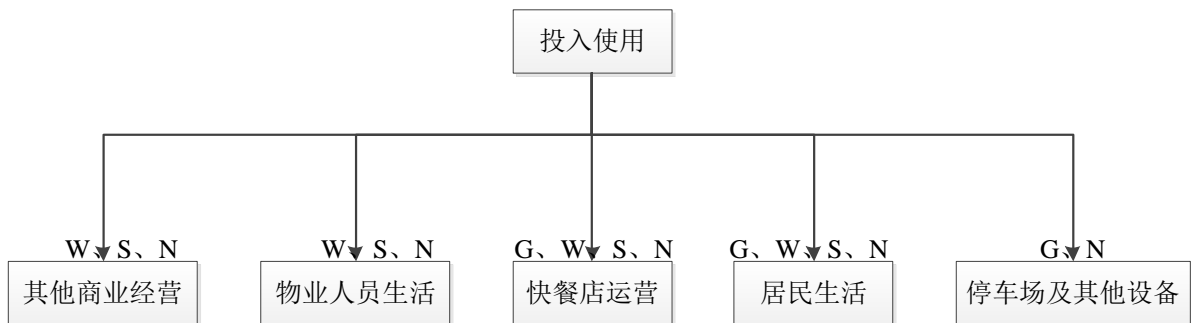 投入使用
W、S、N
W、S、N
G、W、S、N
G、W、S、N
G、N
其他商业经营
物业人员生活
快餐店运营
居民生活
停车场及其他设备